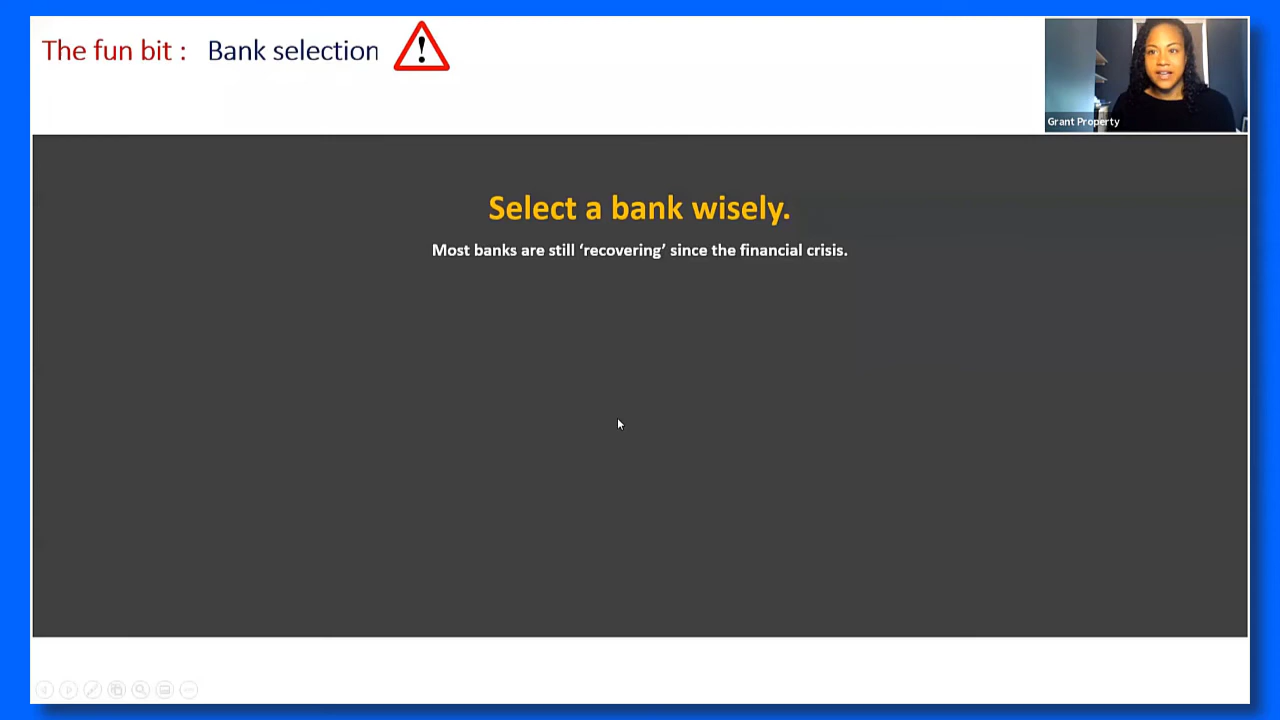 The fun bit : Bank selection
Grant Property
Select a bank wisely.
Most banks are still ‘recovering’ since the financial crisis.